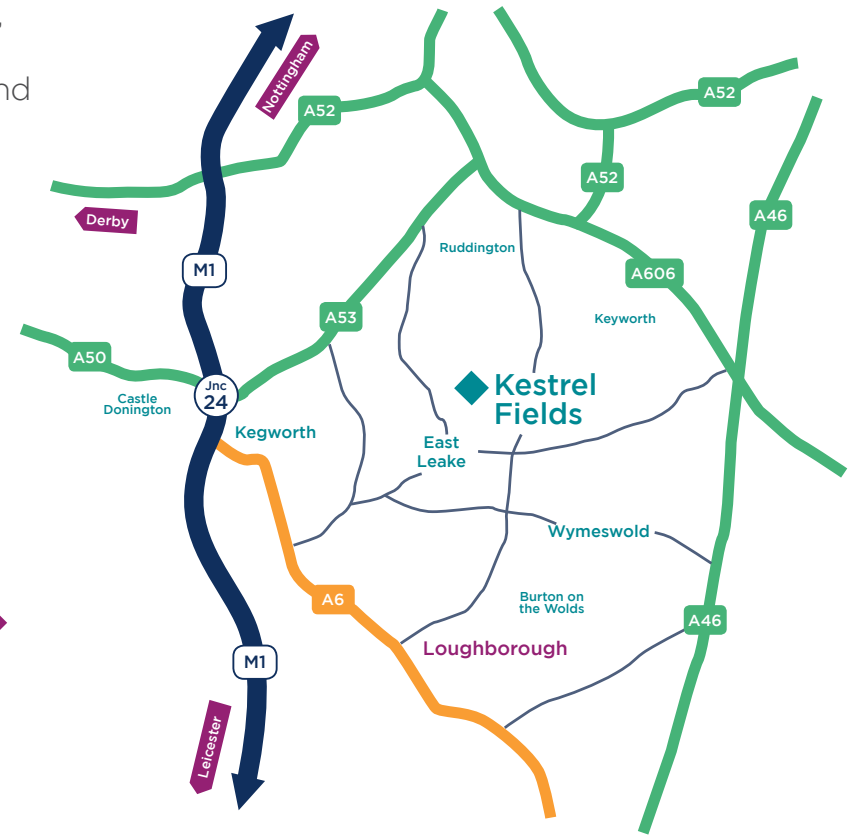 nd
Nottingham
A52
A52
A52
Derby
A46
Ruddington
M1
A606
A53
Keyworth
A50
Jnc
24
Castle
Donington
Kestrel
Fields
Kegworth
East
Leake
Wymeswold
A6
Burton on
the Wolds
A46
Loughborough
M1
Leicester